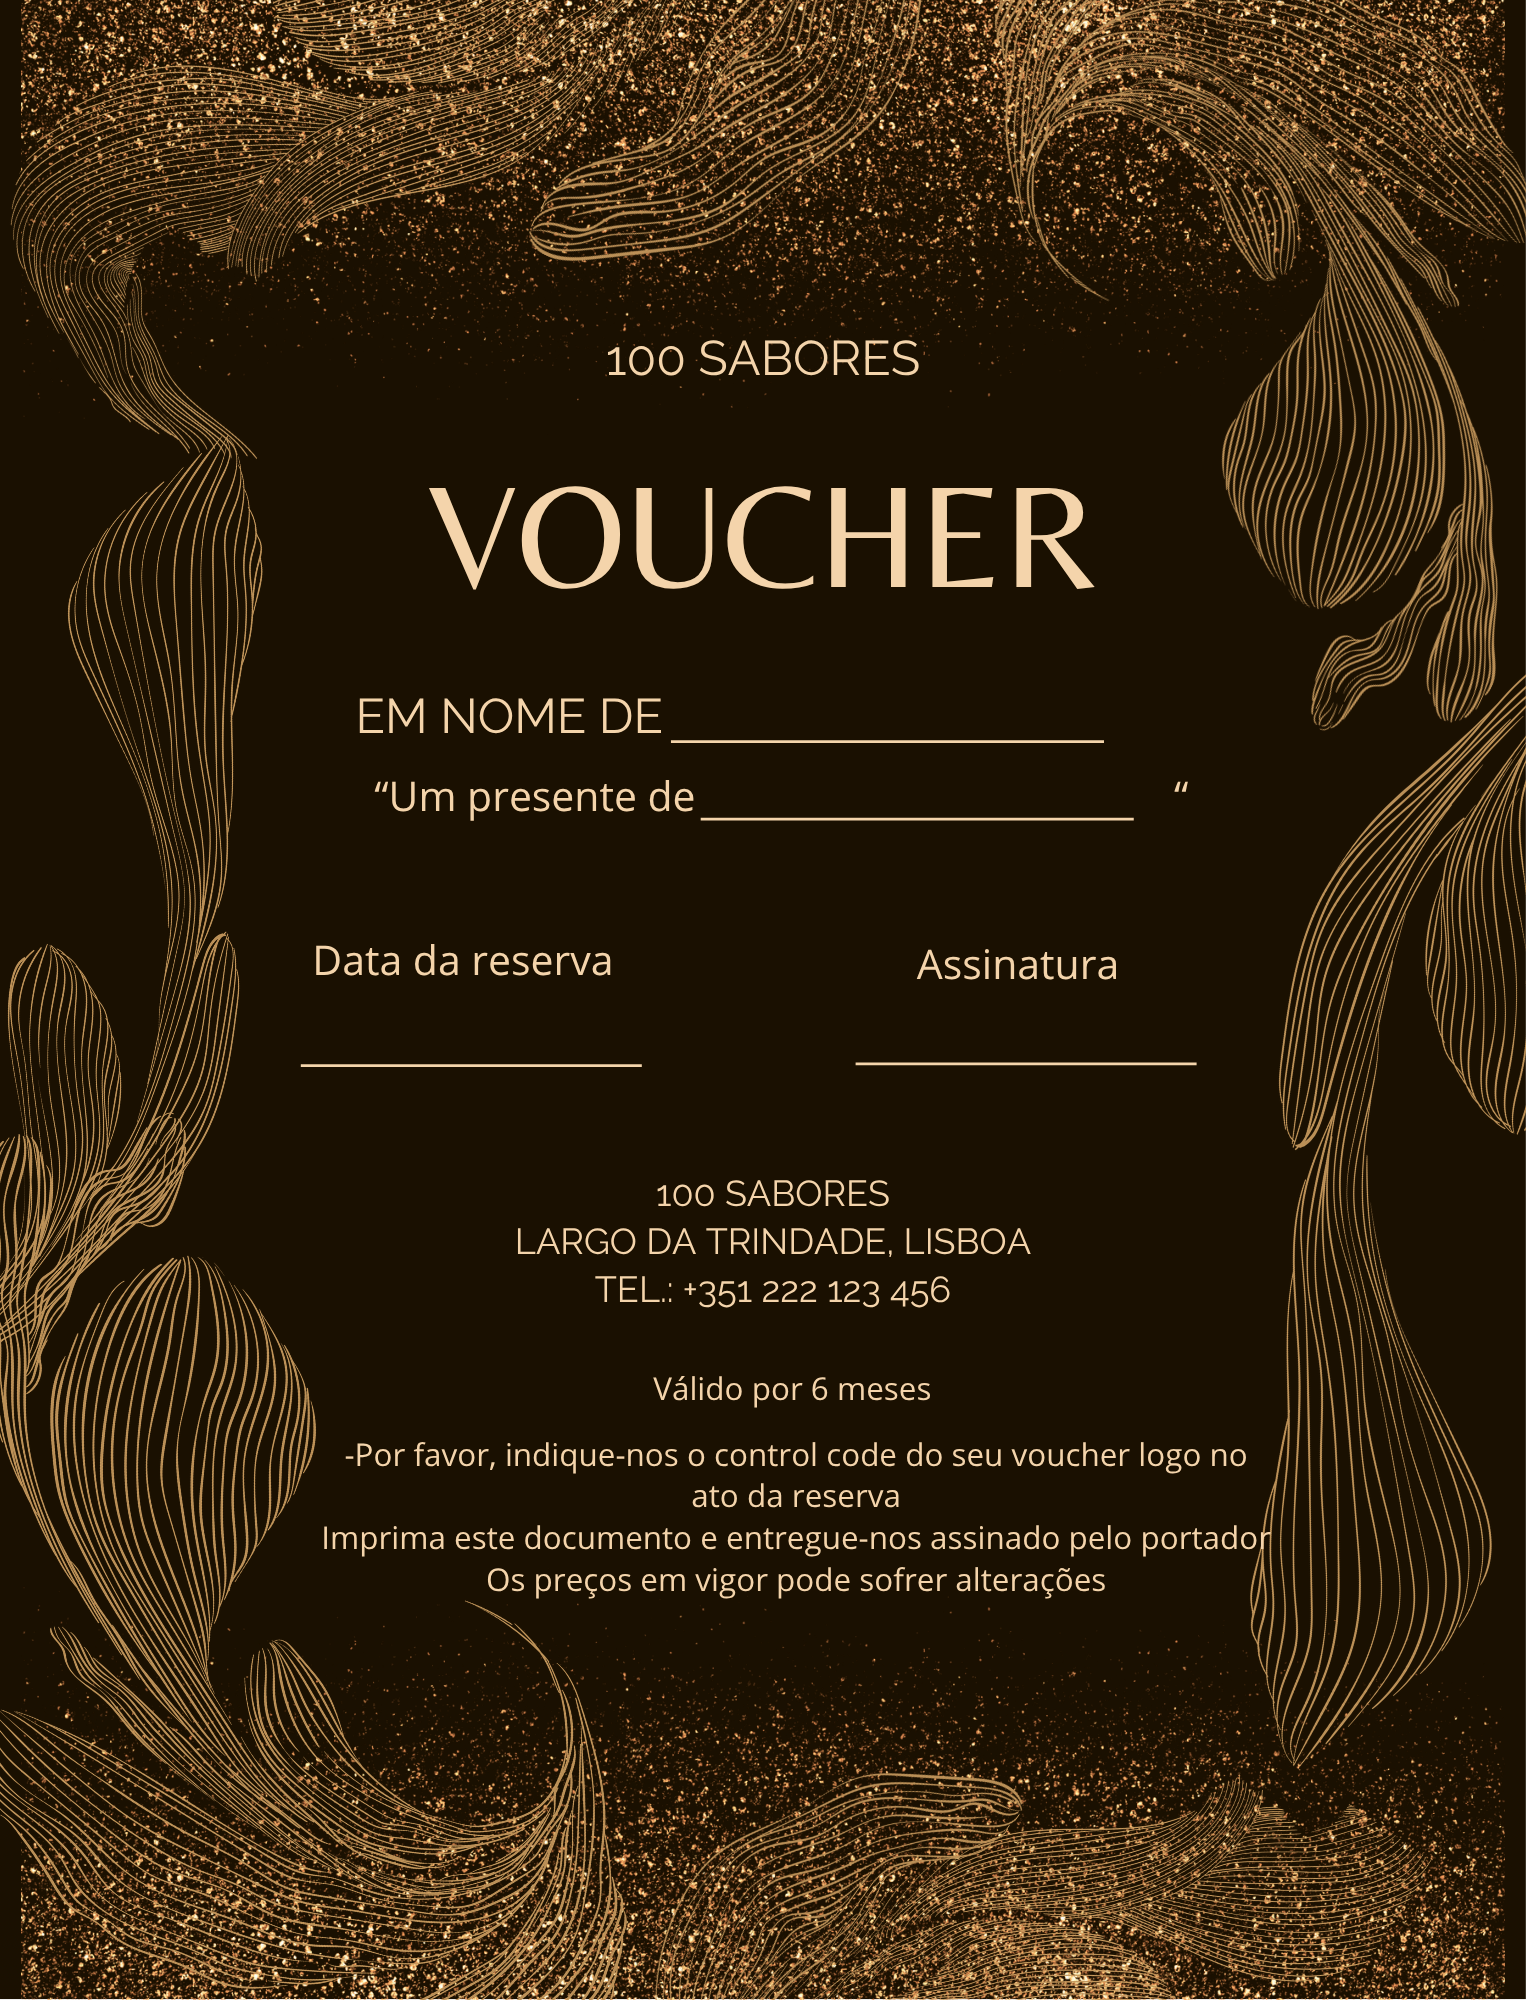 100 SABORES
VOUCHER
EM NOME DE
“Um presente de “
Data da reserva
Assinatura
100 SABORES
LARGO DA TRINDADE, LISBOA
TEL.: +351 222 123 456
Válido por 6 meses
-Por favor, indique-nos o control code do seu voucher logo no
ato da reserva
Imprima este documento e entregue-nos assinado pelo portador
Os preços em vigor pode sofrer alterações